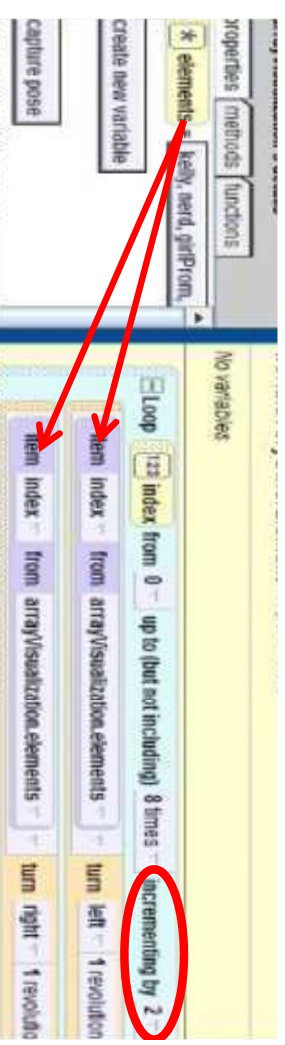 properties methods functions
elements = kelly, nerd, girlProm,
create new variable
capture pose
No variables
Loop 123 index from 0 up to (but not including) 8 times incrementing by 2
item index from arrayVisualization.elements turn left 1 revolution
item index from arrayVisualization.elements turn right 1 revolutio